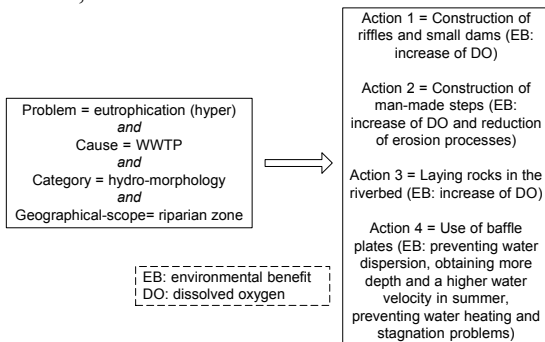 Problem = eutrophication (hyper)
and
Cause = WWTP
and
Category = hydro-morphology
and
Geographical-scope= riparian zone
EB: environmental benefit
DO: dissolved oxygen
Action 1 = Construction of
riffles and small dams (EB:
increase of DO)
Action 2 = Construction of
man-made steps (EB:
increase of DO and reduction
of erosion processes)
Action 3 = Laying rocks in the
riverbed (EB: increase of DO)
Action 4 = Use of baffle
plates (EB: preventing water
dispersion, obtaining more
depth and a higher water
velocity in summer,
preventing water heating and
stagnation problems)